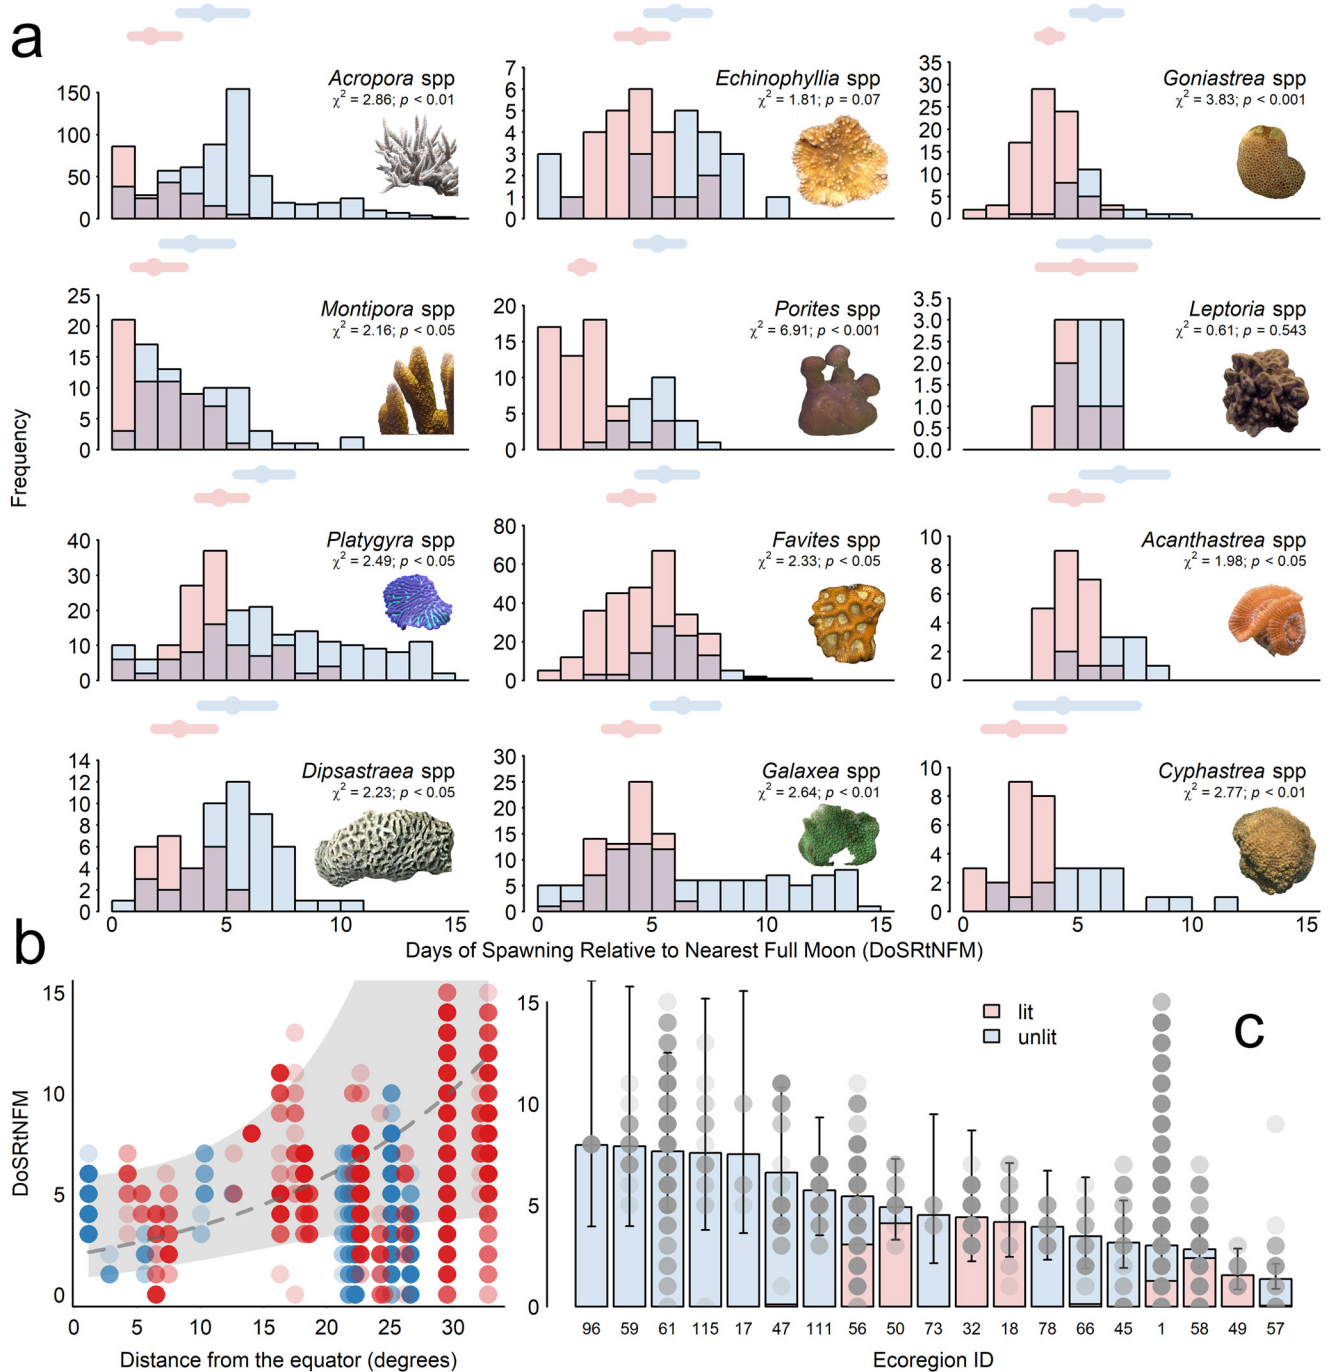 a
Acropora spp
χ² = 2.86; p < 0.01
150
100
50
0
Echinophyllia spp
χ² = 1.81; p = 0.07
7
6
5
4
3
2
1
0
Goniastrea spp
χ² = 3.83; p < 0.001
35
30
25
20
15
10
5
0
Montipora spp
χ² = 2.16; p < 0.05
25
20
15
10
5
0
Porites spp
χ² = 6.91; p < 0.001
20
15
10
5
0
Leptoria spp
χ² = 0.61; p = 0.543
3.5
3.0
2.5
2.0
1.5
1.0
0.5
0.0
Frequency
Platygyra spp
χ² = 2.49; p < 0.05
40
30
20
10
0
Favites spp
χ² = 2.33; p < 0.05
80
60
40
20
0
Acanthastrea spp
χ² = 1.98; p < 0.05
10
8
6
4
2
0
Dipsastraea spp
χ² = 2.23; p < 0.05
14
12
10
8
6
4
2
0
0 5 10 15
Galaxea spp
χ² = 2.64; p < 0.01
30
25
20
15
10
5
0
0 5 10 15
Cyphastrea spp
χ² = 2.77; p < 0.01
10
8
6
4
2
0
0 5 10 15
Days of Spawning Relative to Nearest Full Moon (DoSRtNFM)
b
DoSRtNFM
15
10
5
0
0 5 10 15 20 25 30
Distance from the equator (degrees)
c
lit
unlit
15
10
5
0
96 59 61 115 17 47 111 56 50 73 32 18 78 66 45 1 58 49 57
Ecoregion ID